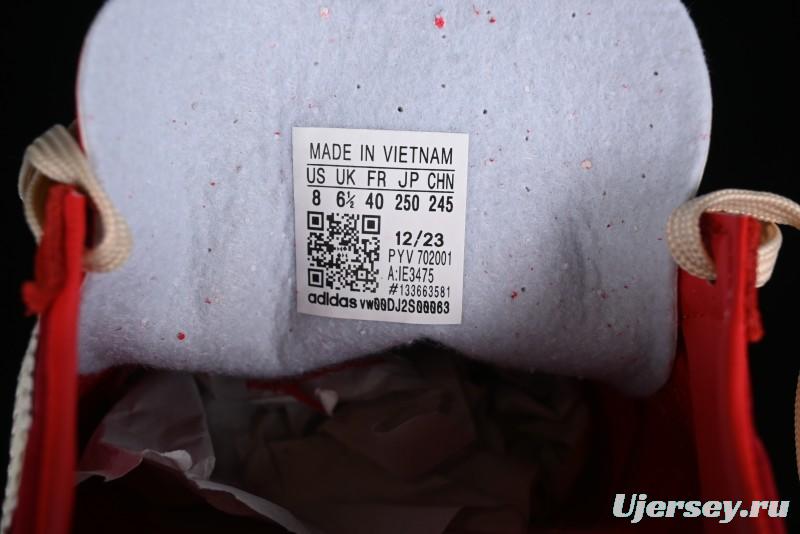 MADE IN VIETNAM
US UK FR JP CHN
8 6½ 40 250 245
12/23
PYV 702001
A:IE3475
#133663581
adidas vw00DJ2S00063
Ujersey.ru